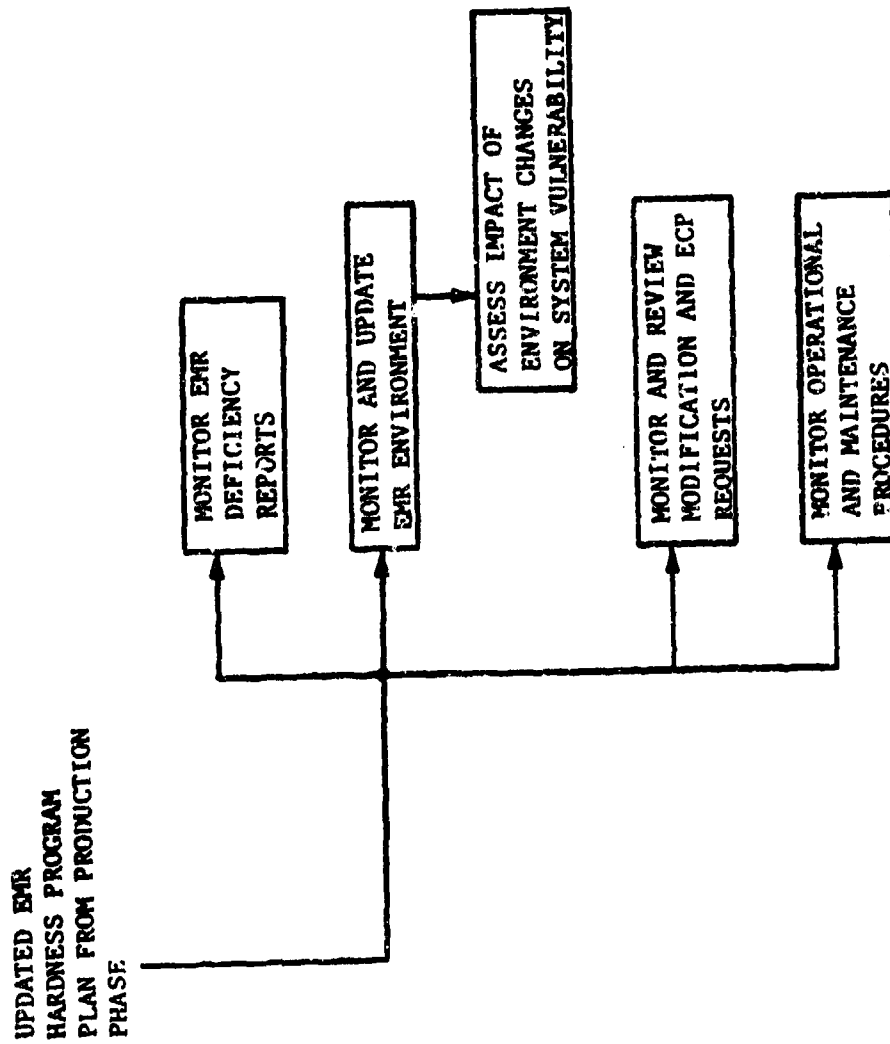 UPDATED EMR
HARDNESS PROGRAM
PLAN FROM PRODUCTION
PHASE
MONITOR EMR
DEFICIENCY
REPORTS
MONITOR AND UPDATE
EMR ENVIRONMENT
ASSESS IMPACT OF
ENVIRONMENT CHANGES
ON SYSTEM VULNERABILITY
MONITOR AND REVIEW
MODIFICATION AND ECP
REQUESTS
MONITOR OPERATIONAL
AND MAINTENANCE
PROCEDURES